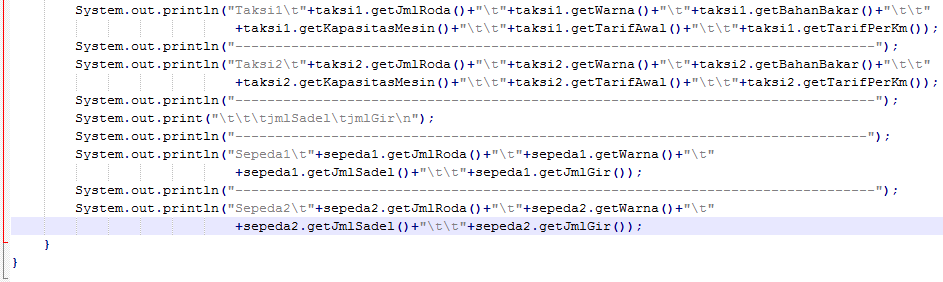 System.out.println("Taksi1\t"+taksi1.getJmlRoda()+"\t"+taksi1.getWarna()+"\t"+taksi1.getBahanBakar()+"\t\t"
+taksi1.getKapasitasMesin()+"\t\t"+taksi1.getTarifAwal()+"\t\t"+taksi1.getTarifPerKm());
System.out.println("--------------------------------------------------------------------------------");
System.out.println("Taksi2\t"+taksi2.getJmlRoda()+"\t"+taksi2.getWarna()+"\t"+taksi2.getBahanBakar()+"\t\t"
+taksi2.getKapasitasMesin()+"\t\t"+taksi2.getTarifAwal()+"\t\t"+taksi2.getTarifPerKm());
System.out.println("--------------------------------------------------------------------------------");
System.out.print("\t\t\tjmlSadel\tjmlGir\n");
System.out.println("-------------------------------------------------------------------------------");
System.out.println("Sepeda1\t"+sepeda1.getJmlRoda()+"\t"+sepeda1.getWarna()+"\t"
+sepeda1.getJmlSadel()+"\t\t"+sepeda1.getJmlGir());
System.out.println("--------------------------------------------------------------------------------");
System.out.println("Sepeda2\t"+sepeda2.getJmlRoda()+"\t"+sepeda2.getWarna()+"\t"
+sepeda2.getJmlSadel()+"\t\t"+sepeda2.getJmlGir());
}
}